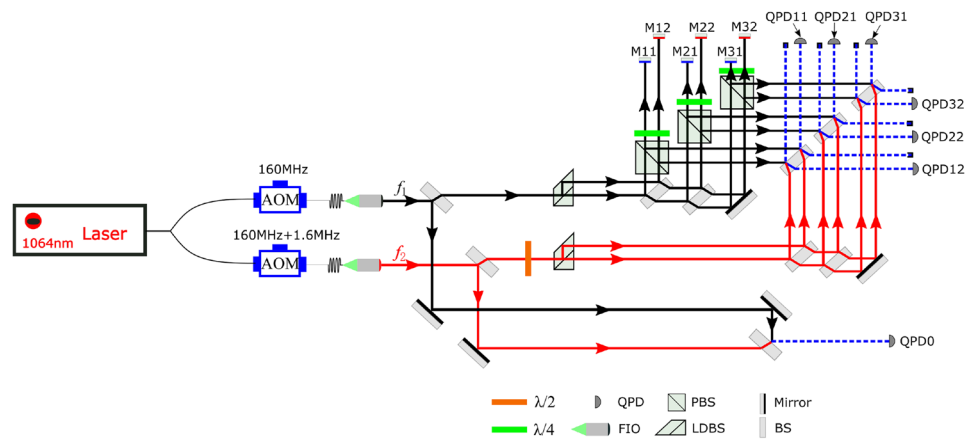 QPD11 QPD21 QPD31
M12 M22 M32
M11 M21 M31
QPD32
QPD22
QPD12
160MHz
AOM
f₁
1064nm Laser
160MHz+1.6MHz
AOM
f₂
QPD0
λ/2 QPD PBS Mirror
λ/4 FIO LDBS BS